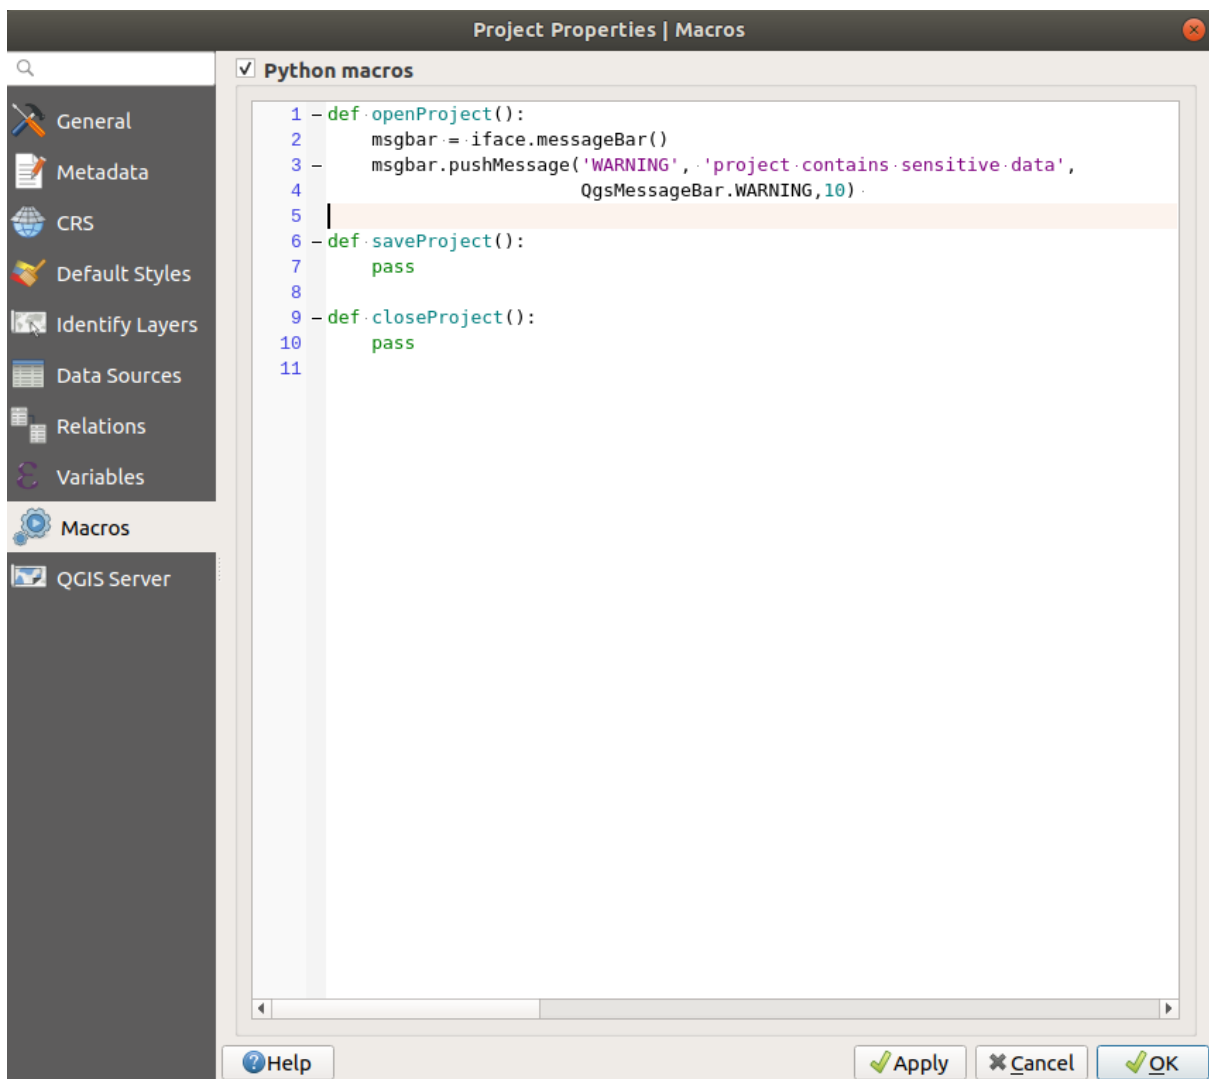 Project Properties | Macros
Python macros
General
Metadata
CRS
Default Styles
Identify Layers
Data Sources
Relations
Variables
Macros
QGIS Server
1 def openProject():
2     msgbar = iface.messageBar()
3     msgbar.pushMessage('WARNING', 'project contains sensitive data',
4                        QgsMessageBar.WARNING,10)
5
6 def saveProject():
7     pass
8
9 def closeProject():
10     pass
11
Help
Apply
Cancel
OK